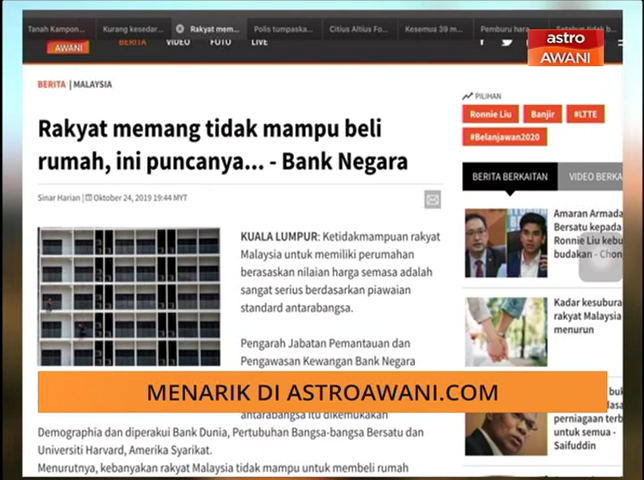 Tanah Kampon...
Kurang kesedar...
Rakyat mem...
Polis tumpaska...
Citius Altius Fo...
Kesemua 39 m...
Pemburu hara...
AWANI
BERITA
VIDEO
FOTO
LIVE
astro
AWANI
BERITA | MALAYSIA
Rakyat memang tidak mampu beli
rumah, ini puncanya... - Bank Negara
Sinar Harian | Oktober 24, 2019 19:44 MYT
KUALA LUMPUR: Ketidakmampuan rakyat
Malaysia untuk memiliki perumahan
berasaskan nilaian harga semasa adalah
sangat serius berdasarkan piawaian
standard antarabangsa.
Pengarah Jabatan Pemantauan dan
Pengawasan Kewangan Bank Negara
antarabangsa itu dikemukakan
Demographia dan diperakui Bank Dunia, Pertubuhan Bangsa-bangsa Bersatu dan
Universiti Harvard, Amerika Syarikat.
Menurutnya, kebanyakan rakyat Malaysia tidak mampu untuk membeli rumah
PILIHAN
Ronnie Liu
Banjir
#LTTE
#Belanjawan2020
BERITA BERKAITAN
VIDEO BERKA
Amaran Armada
Bersatu kepada
Ronnie Liu kebu
budakan - Chon
Kadar kesubura
rakyat Malaysia
menurun
perniagaan terb
untuk semua -
Saifuddin
MENARIK DI ASTROAWANI.COM